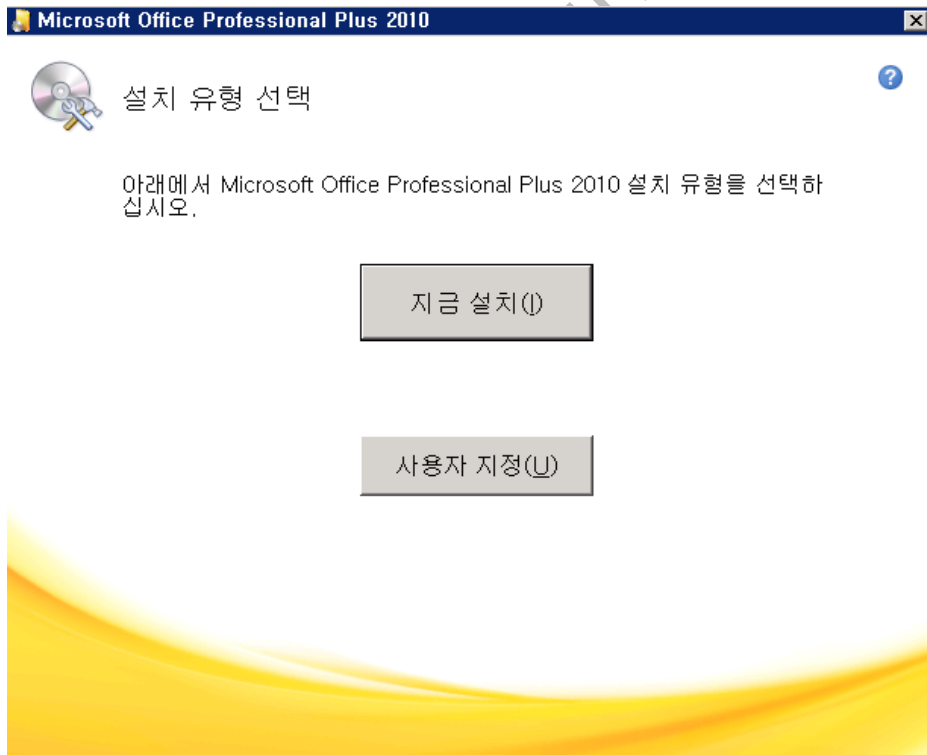 Microsoft Office Professional Plus 2010
설치 유형 선택
아래에서 Microsoft Office Professional Plus 2010 설치 유형을 선택하
십시오.
지금 설치(I)
사용자 지정(U)